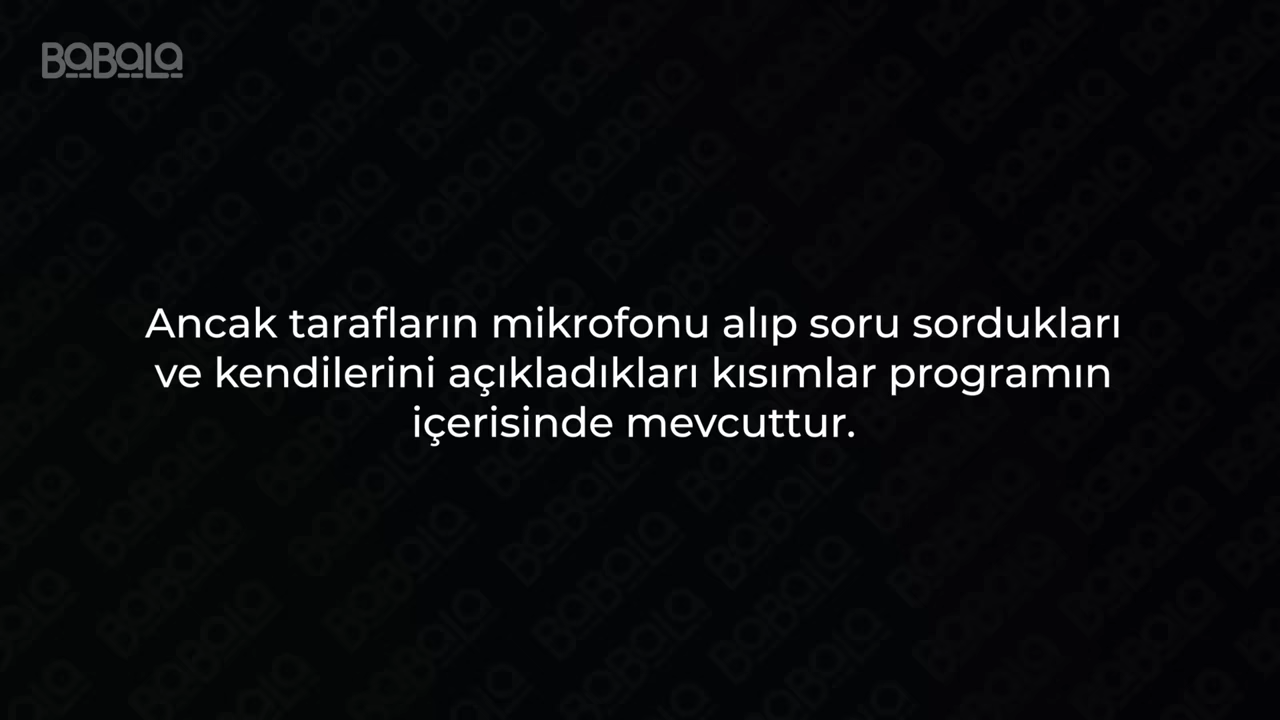 BaBaLa
Ancak tarafların mikrofonu alıp soru sordukları
ve kendilerini açıkladıkları kısımlar programın
içerisinde mevcuttur.